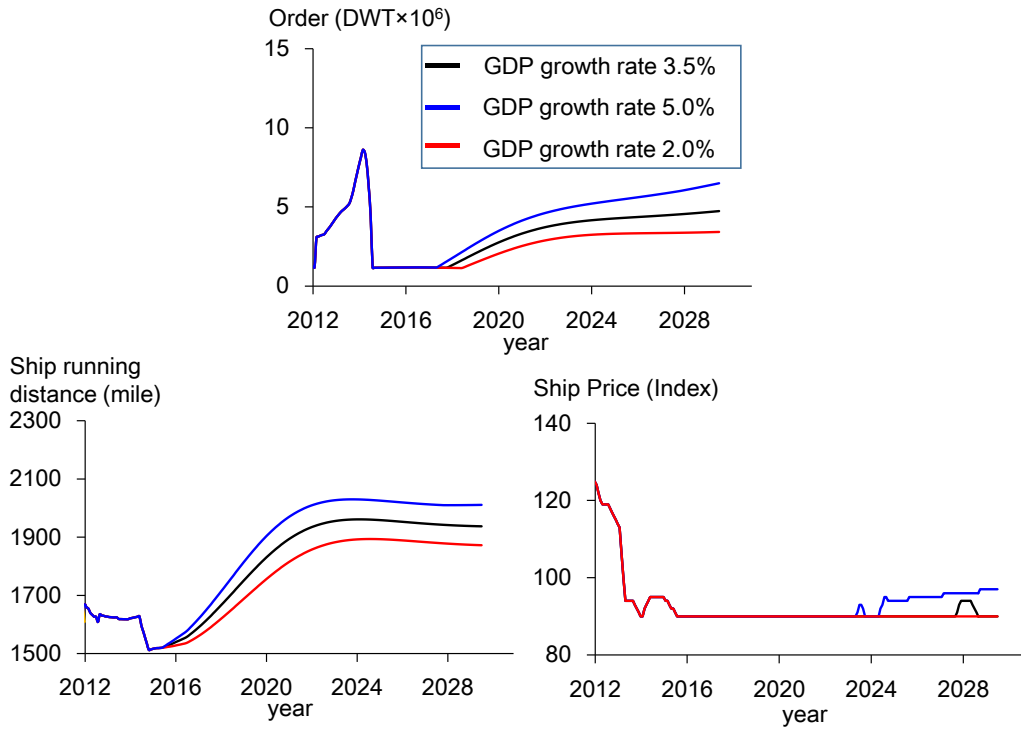 Order (DWT×10⁶)
15
10
5
0
GDP growth rate 3.5%
GDP growth rate 5.0%
GDP growth rate 2.0%
2012 2016 2020 2024 2028
year
Ship running
distance (mile)
2300
2100
1900
1700
1500
2012 2016 2020 2024 2028
year
Ship Price (Index)
140
120
100
80
2012 2016 2020 2024 2028
year